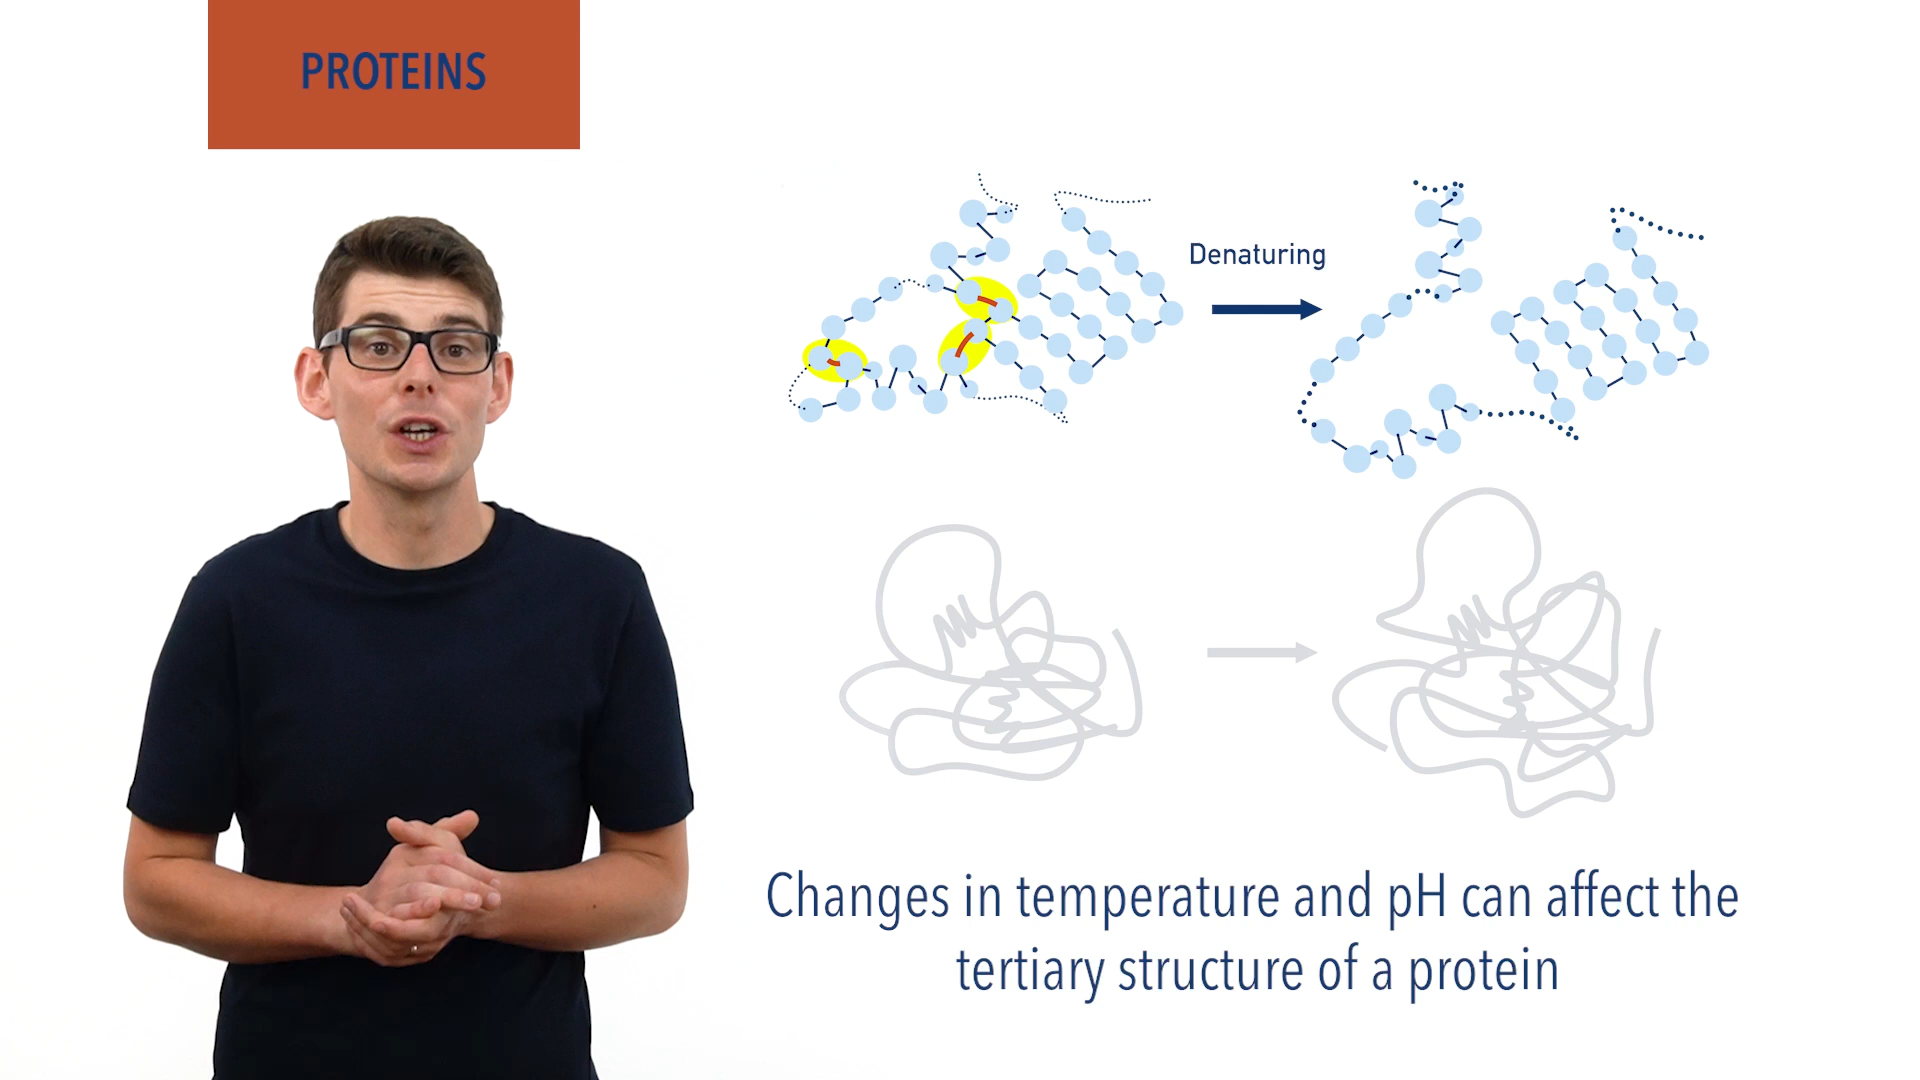 PROTEINS
Denaturing
Changes in temperature and pH can affect the
tertiary structure of a protein